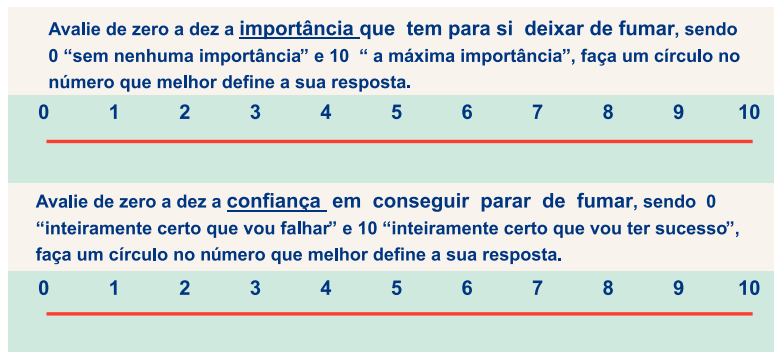 Avalie de zero a dez a importância que tem para si deixar de fumar, sendo
0 “sem nenhuma importância” e 10 “ a máxima importância”, faça um círculo no
número que melhor define a sua resposta.
0 1 2 3 4 5 6 7 8 9 10
Avalie de zero a dez a confiança em conseguir parar de fumar, sendo 0
“inteiramente certo que vou falhar” e 10 “inteiramente certo que vou ter sucesso”,
faça um círculo no número que melhor define a sua resposta.
0 1 2 3 4 5 6 7 8 9 10